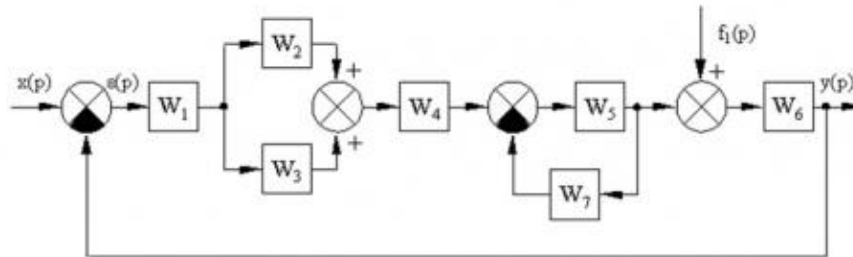 f₁(p)
x(p)
ε(p)
y(p)
W₁
W₂
+
W₃
+
W₄
W₅
+
W₆
W₇